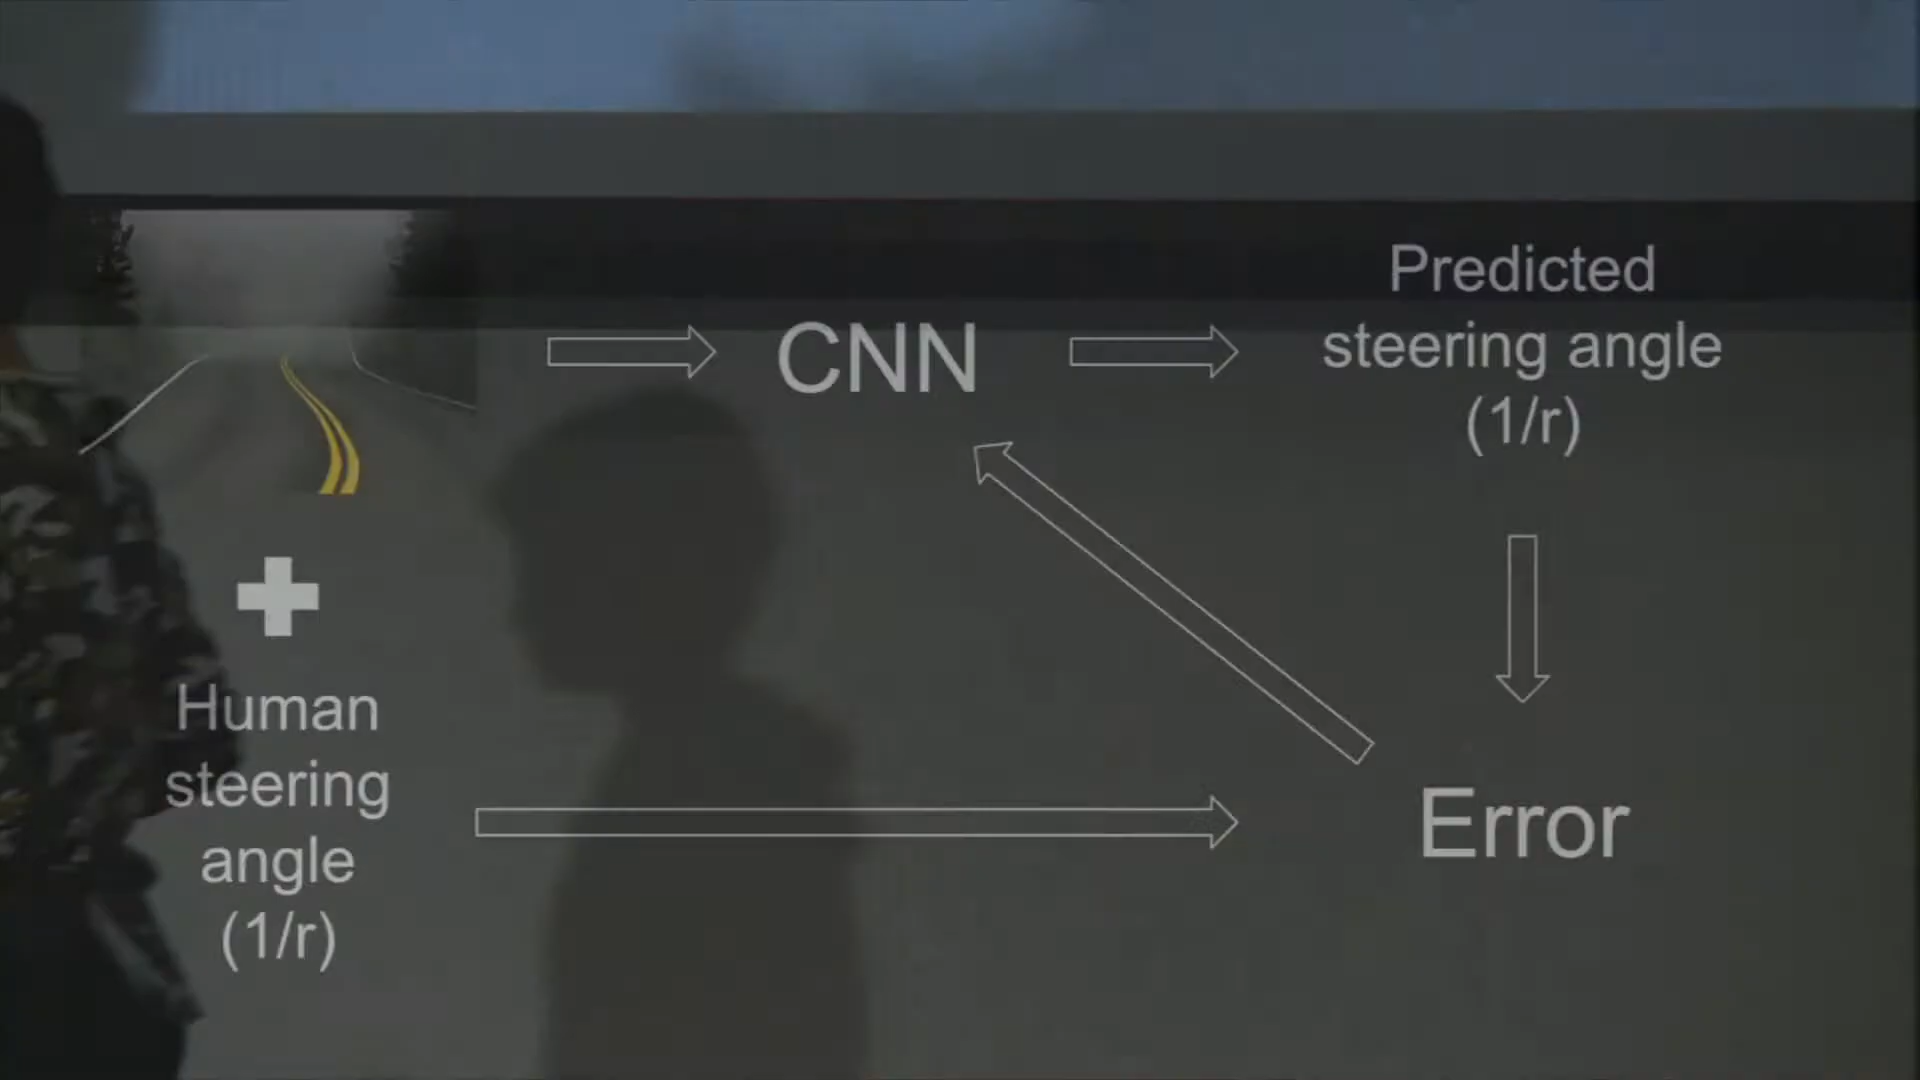 CNN
Predicted
steering angle
(1/r)
Human
steering
angle
(1/r)
Error